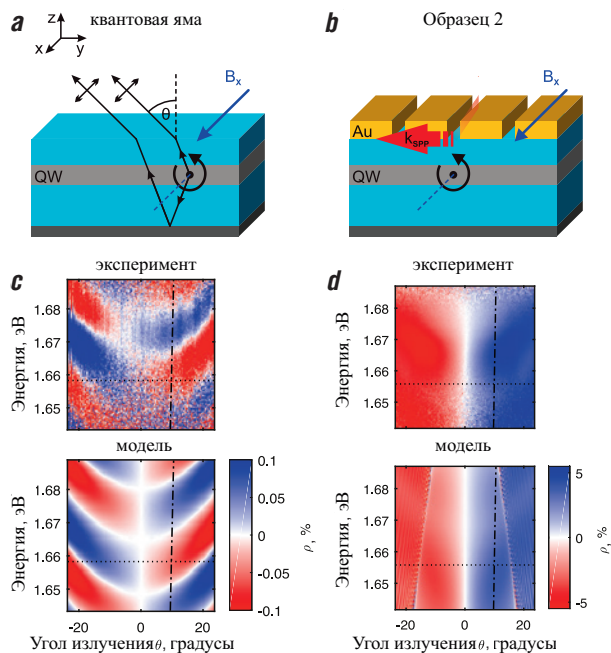 a квантовая яма
z
x y
θ
Bx
QW
b Образец 2
Bx
Au
kSPP
QW
c эксперимент
Энергия, эВ
1.68
1.67
1.66
1.65
модель
Энергия, эВ
1.68
1.67
1.66
1.65
-20 0 20
Угол излучения θ, градусы
0.1
0.05
0
-0.05
-0.1
ρ, %
d эксперимент
Энергия, эВ
1.68
1.67
1.66
1.65
модель
Энергия, эВ
1.68
1.67
1.66
1.65
-20 0 20
Угол излучения θ, градусы
5
0
-5
ρ, %